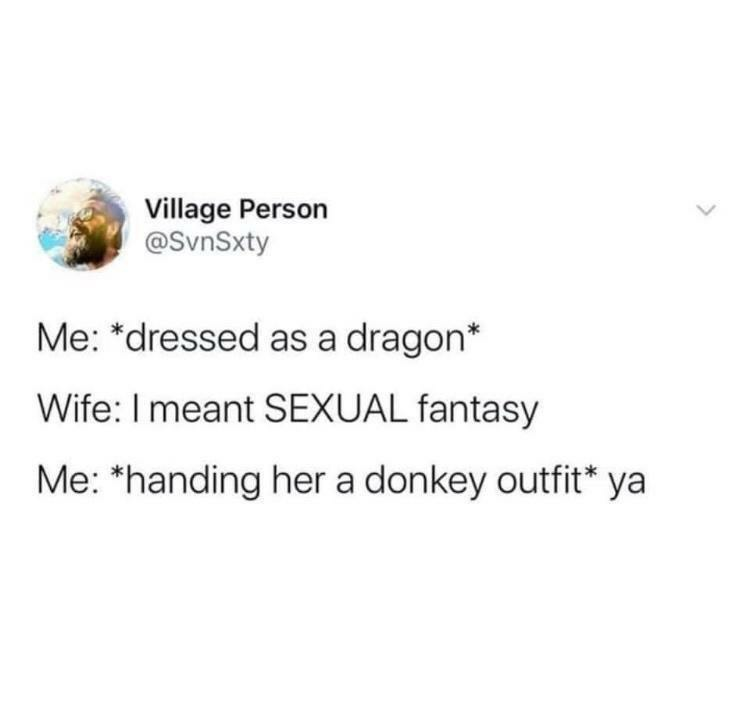 Village Person
@SvnSxty
Me: *dressed as a dragon*
Wife: I meant SEXUAL fantasy
Me: *handing her a donkey outfit* ya